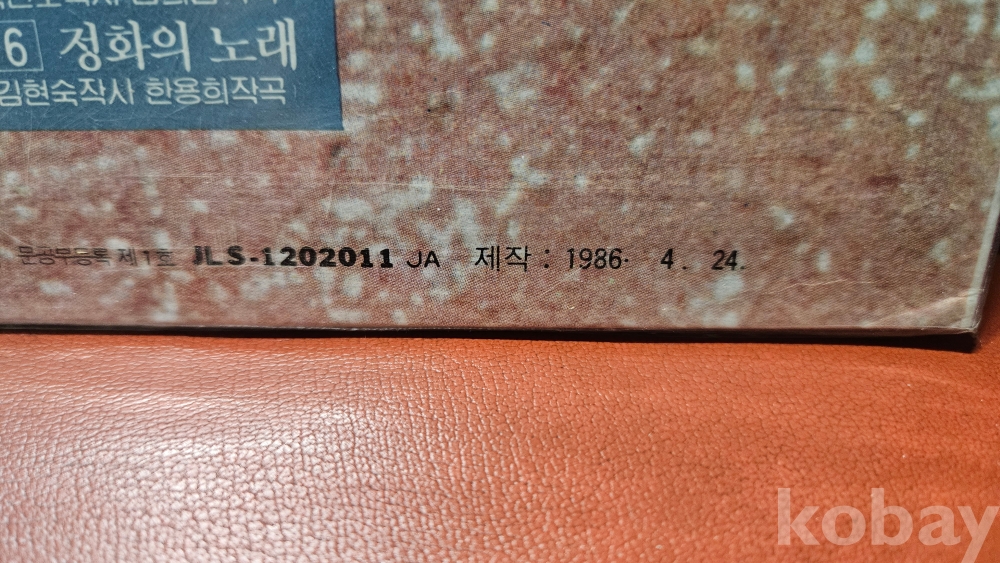 6 정화의 노래
김현숙작사 한용희작곡
문공부등록 제1호 JLS-1202011 JA 제작 : 1986. 4. 24.
kobay